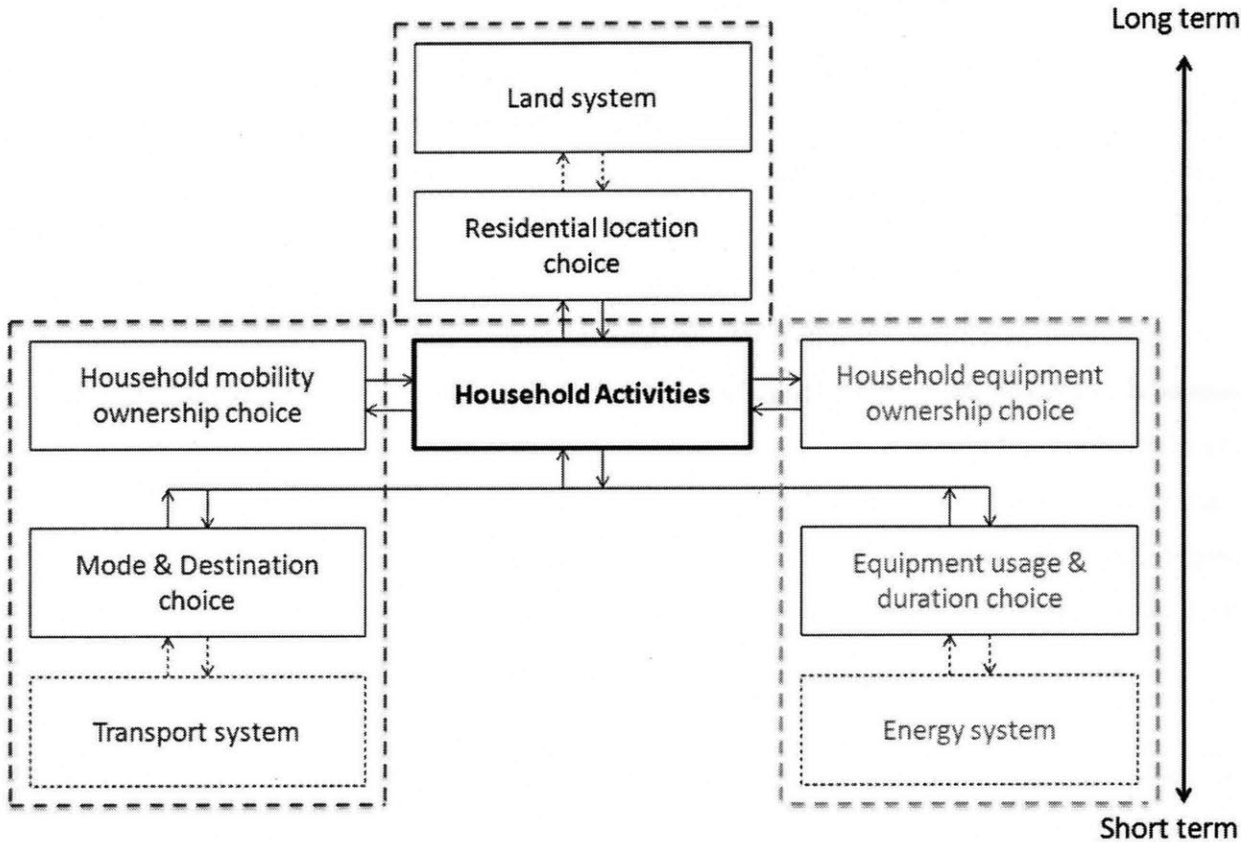 Long term
Land system
Residential location
choice
Household mobility
ownership choice
Household Activities
Household equipment
ownership choice
Mode & Destination
choice
Equipment usage &
duration choice
Transport system
Energy system
Short term